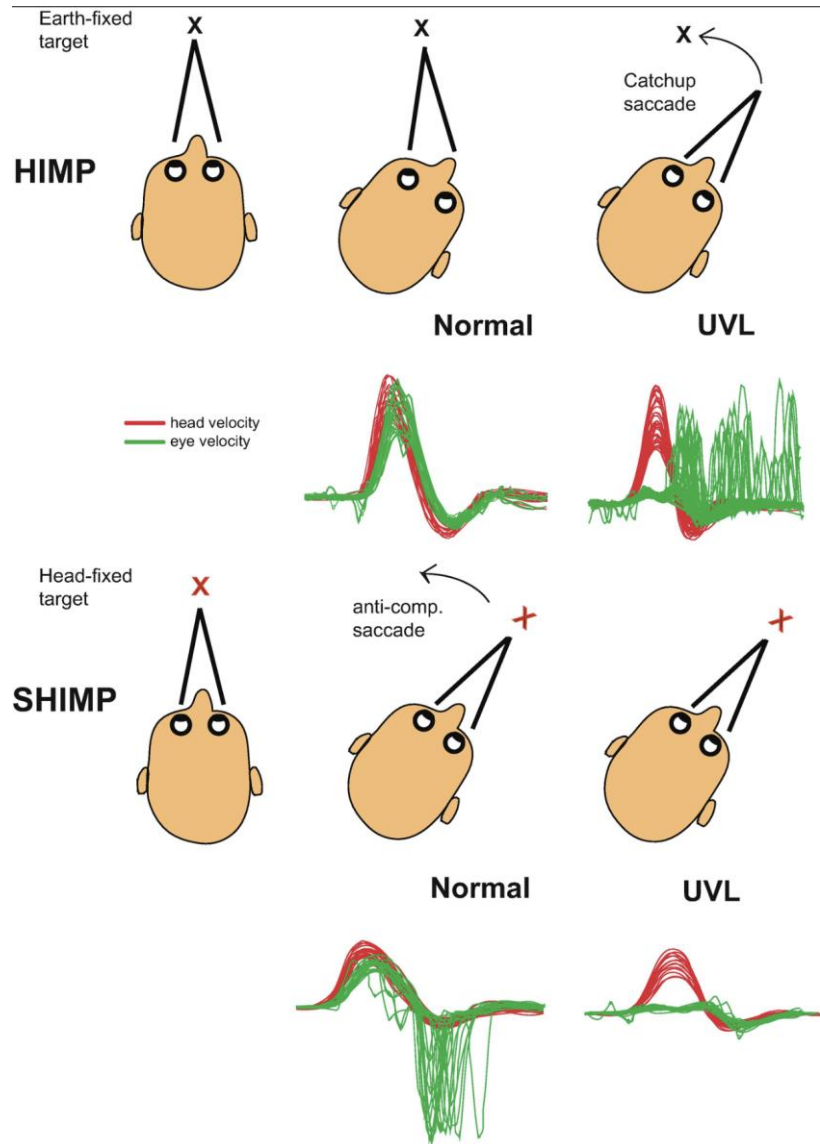 Earth-fixed
target
X
X
X
Catchup
saccade
HIMP
Normal
UVL
head velocity
eye velocity
Head-fixed
target
X
anti-comp.
saccade
X
X
SHIMP
Normal
UVL